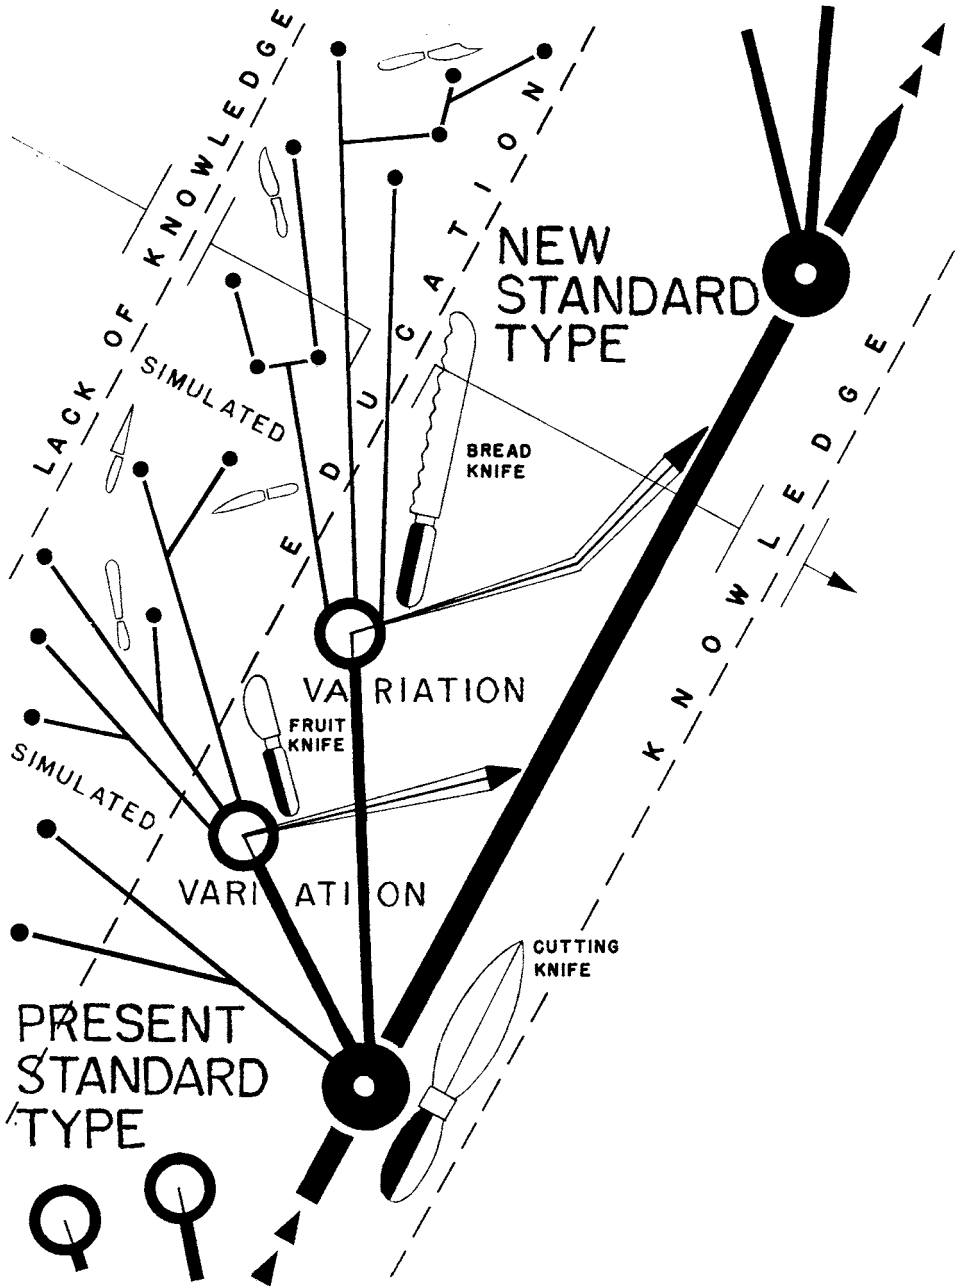 LACK OF KNOWLEDGE
EDUCATION
NEW
STANDARD
TYPE
KNOWLEDGE
SIMULATED
BREAD
KNIFE
VARIATION
FRUIT
KNIFE
SIMULATED
VARIATION
CUTTING
KNIFE
PRESENT
STANDARD
TYPE